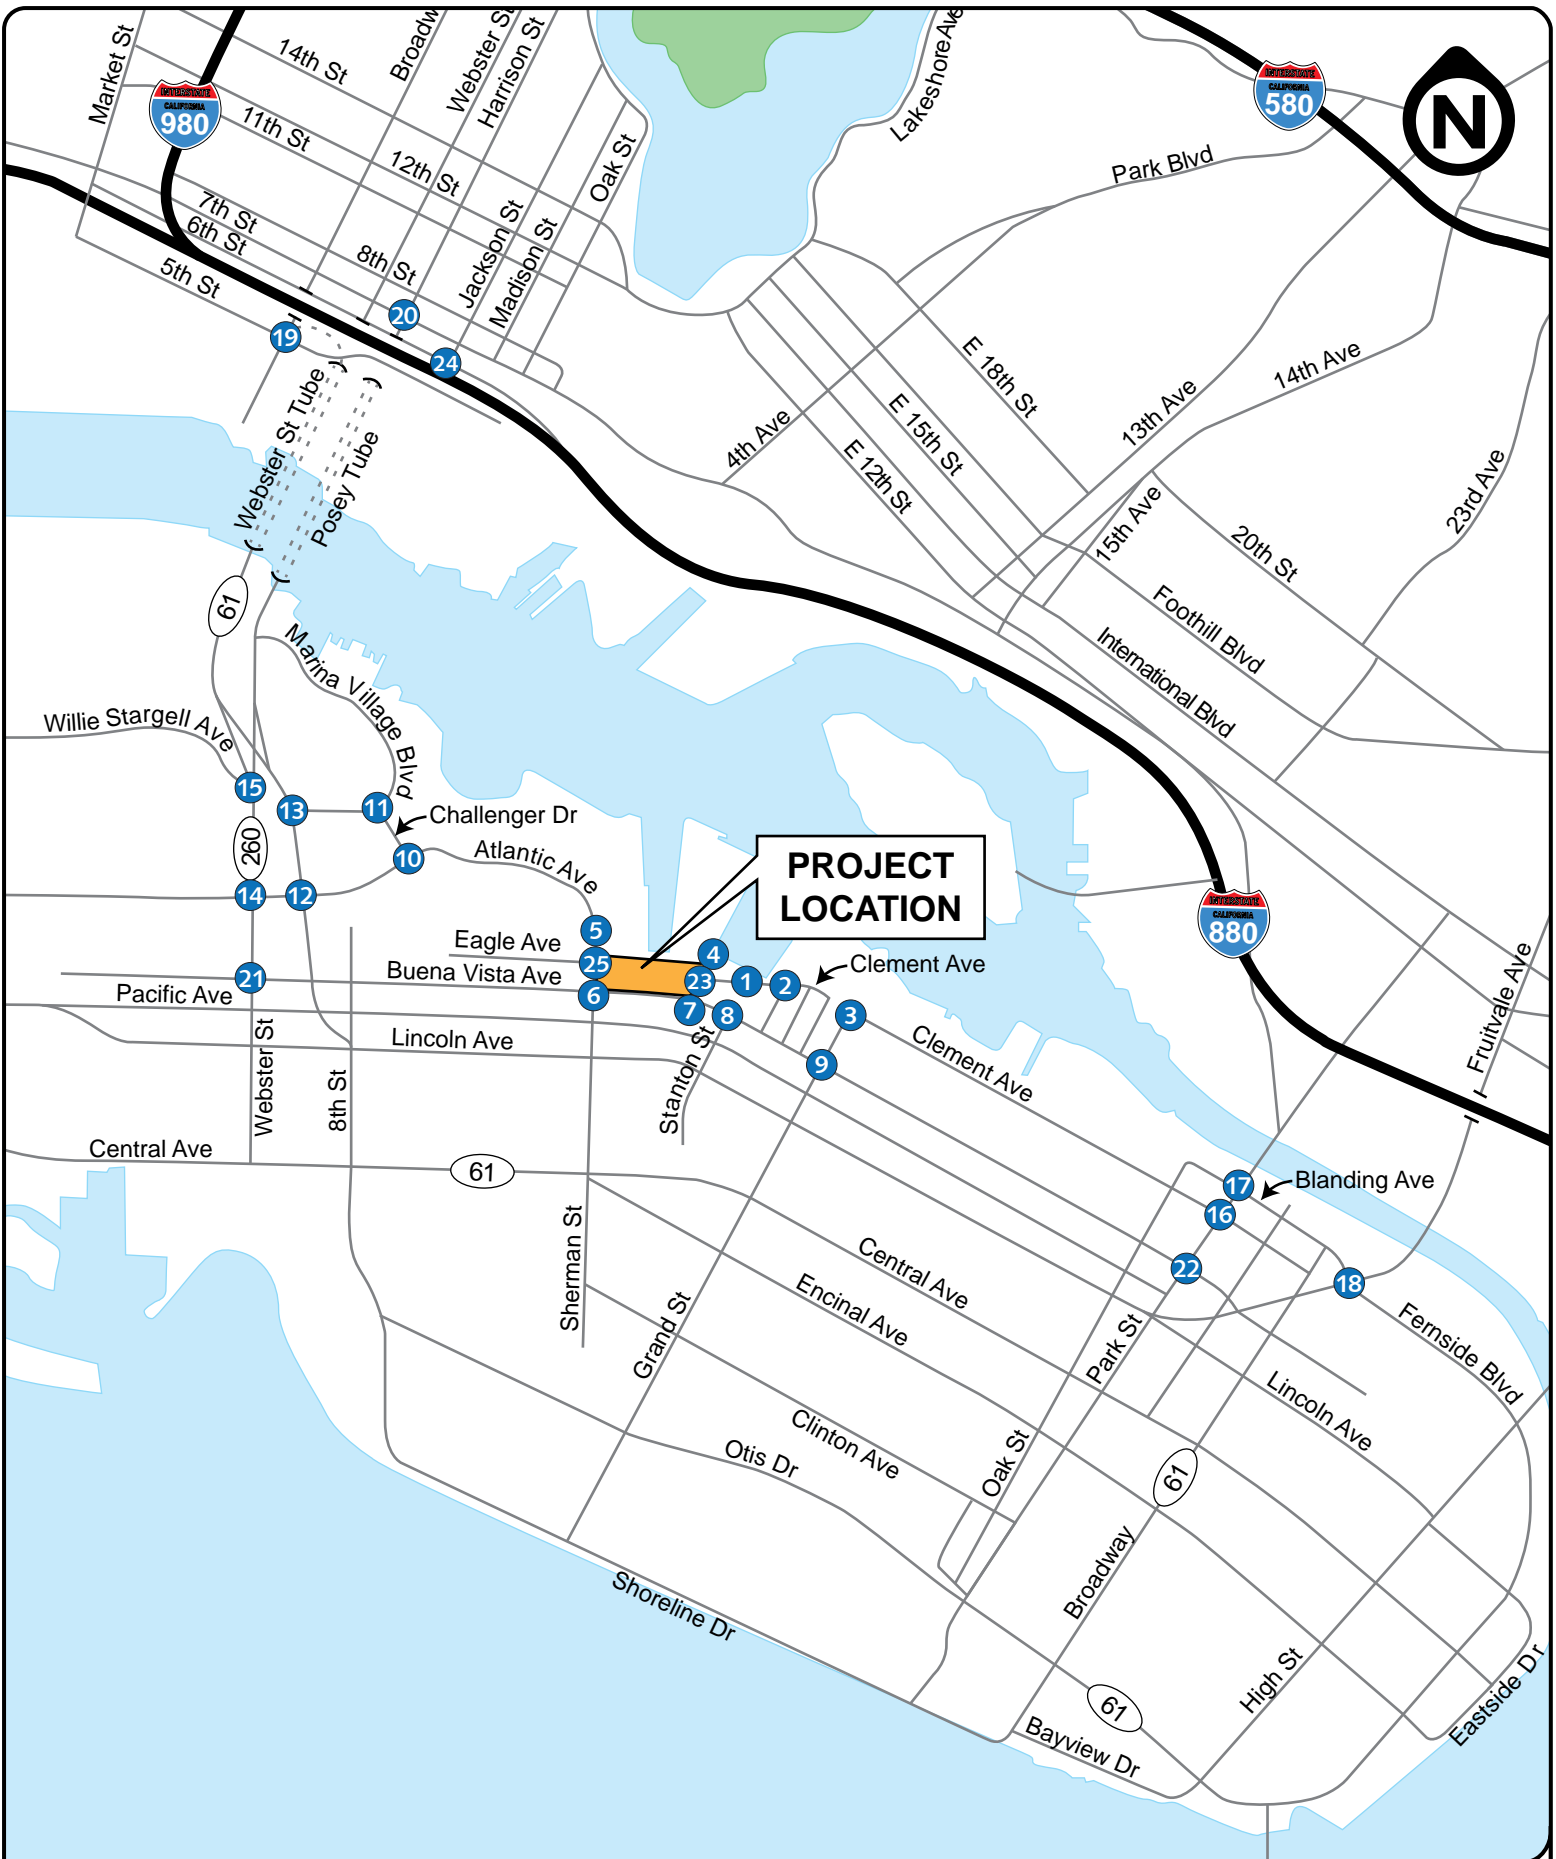 Market St
14th St
Broadw
Webster St
Harrison St
Lakeshore Ave
INTERSTATE
CALIFORNIA
980
INTERSTATE
CALIFORNIA
580
N
11th St
12th St
Oak St
Park Blvd
7th St
6th St
5th St
8th St
Jackson St
Madison St
20
19
24
Webster St Tube
Posey Tube
E 18th St
E 15th St
E 12th St
4th Ave
13th Ave
14th Ave
15th Ave
23rd Ave
20th St
Foothill Blvd
International Blvd
61
Marina Village Blvd
Willie Stargell Ave
15
13
11
Challenger Dr
260
10
Atlantic Ave
14
12
PROJECT
LOCATION
INTERSTATE
CALIFORNIA
880
5
Eagle Ave
25
4
Buena Vista Ave
21
23
1
2
Clement Ave
Pacific Ave
6
7
8
3
Lincoln Ave
9
Clement Ave
Fruitvale Ave
Webster St
8th St
Stanton St
Central Ave
61
17
Blanding Ave
16
22
18
Sherman St
Grand St
Central Ave
Encinal Ave
Park St
Fernside Blvd
Lincoln Ave
Clinton Ave
Otis Dr
Oak St
61
Broadway
Shoreline Dr
High St
61
Bayview Dr
Eastside Dr